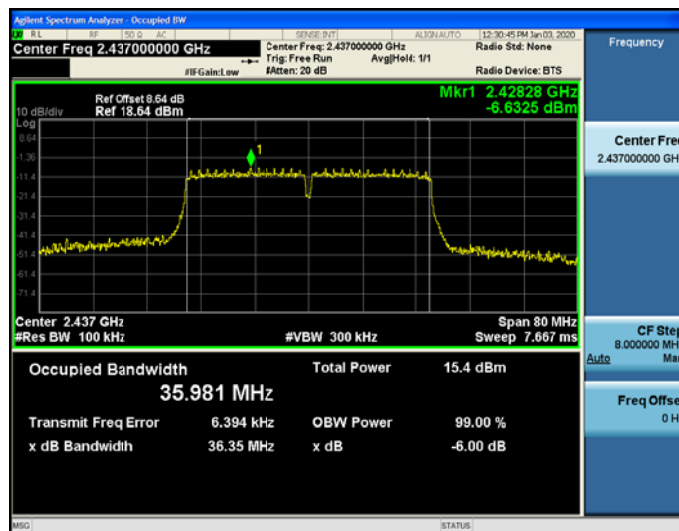 Agilent Spectrum Analyzer - Occupied BW
RL RF 50 Ω AC SENSE:INT ALIGN AUTO 12:30:45 PM Jan 03, 2020
Center Freq 2.437000000 GHz
Center Freq: 2.437000000 GHz
Radio Std: None
Trig: Free Run Avg|Hold: 1/1
#IFGain:Low
#Atten: 20 dB
Radio Device: BTS
Frequency
Ref Offset 8.64 dB
Mkr1 2.42828 GHz
10 dB/div
Ref 18.64 dBm
-6.6325 dBm
Log
8.64
-1.36
-11.4
-21.4
-31.4
-41.4
-51.4
-61.4
-71.4
1
Center Fre
2.437000000 GH
Center 2.437 GHz
Span 80 MHz
#Res BW 100 kHz
#VBW 300 kHz
Sweep 7.667 ms
CF Step
8.000000 MH
Auto Ma
Occupied Bandwidth
35.981 MHz
Total Power 15.4 dBm
Transmit Freq Error 6.394 kHz
OBW Power 99.00 %
x dB Bandwidth 36.35 MHz
x dB -6.00 dB
Freq Offse
0 H
MSG
STATUS